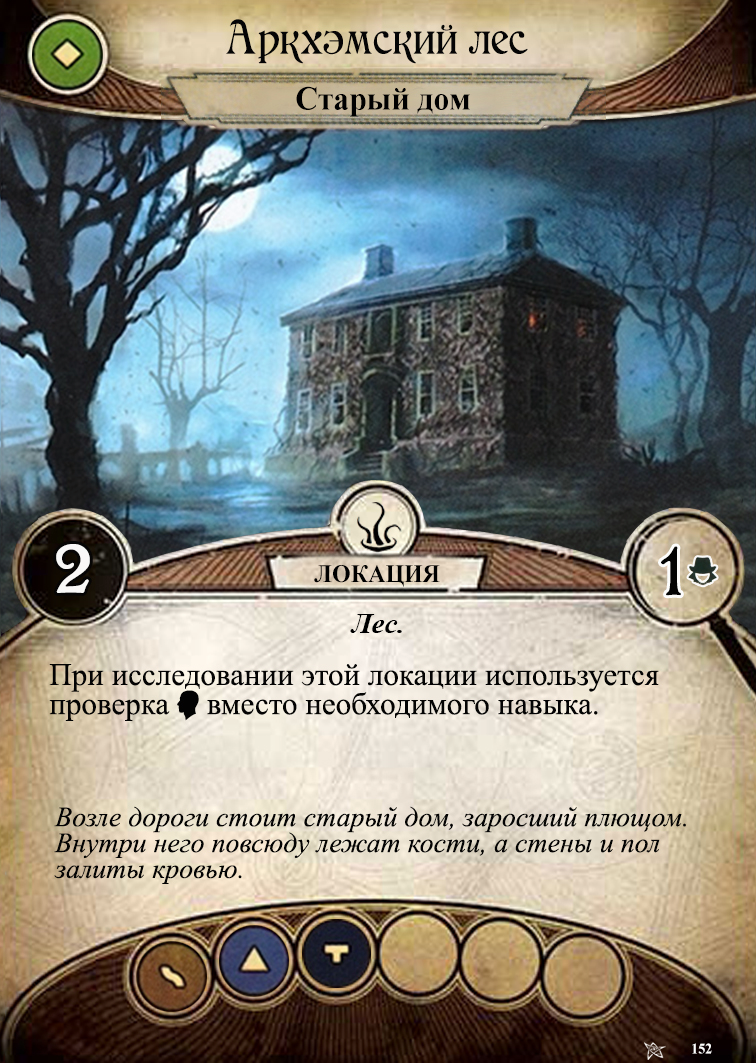 Аркхэмский лес
Старый дом
2
1
ЛОКАЦИЯ
Лес.
При исследовании этой локации используется
проверка вместо необходимого навыка.
Возле дороги стоит старый дом, заросший плющом.
Внутри него повсюду лежат кости, а стены и пол
залиты кровью.
152